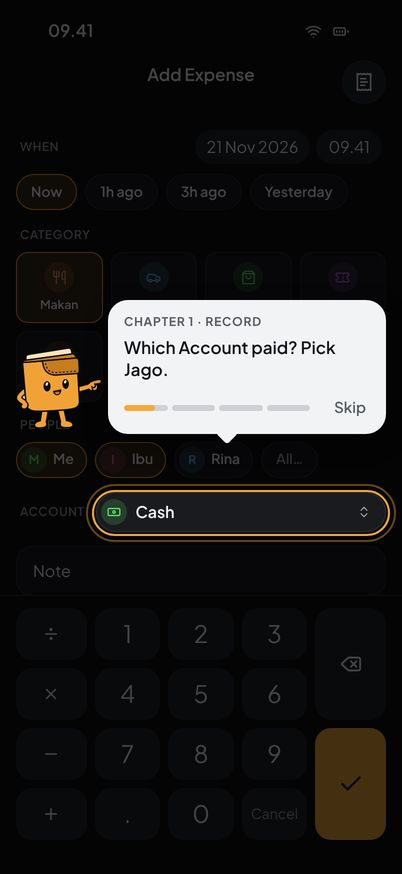 09.41
Add Expense
WHEN
21 Nov 2026
09.41
Now
1h ago
3h ago
Yesterday
CATEGORY
Makan
CHAPTER 1 · RECORD
Which Account paid? Pick
Jago.
Skip
M Me
I Ibu
R Rina
All...
ACCOUNT
Cash
Note
÷ 1 2 3
× 4 5 6
− 7 8 9
+ . 0 Cancel